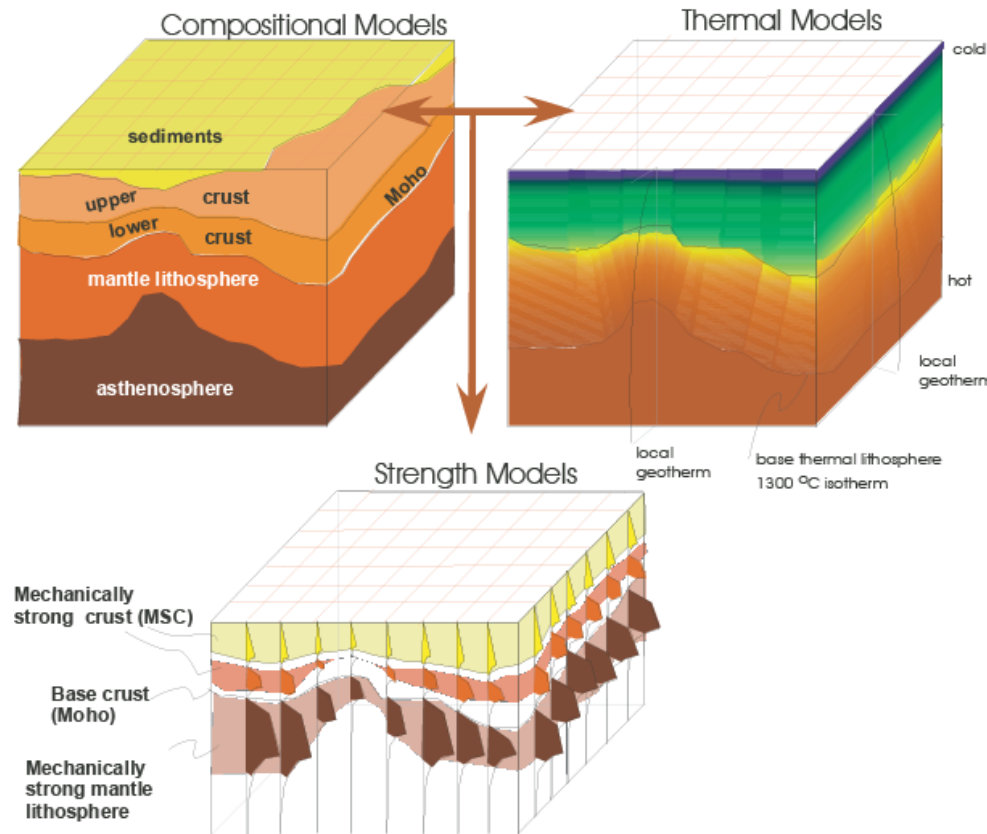 Compositional Models
Thermal Models
cold
sediments
Moho
upper crust
lower crust
mantle lithosphere
hot
asthenosphere
local
geotherm
local
geotherm
base thermal lithosphere
1300 ºC isotherm
Strength Models
Mechanically
strong crust (MSC)
Base crust
(Moho)
Mechanically
strong mantle
lithosphere